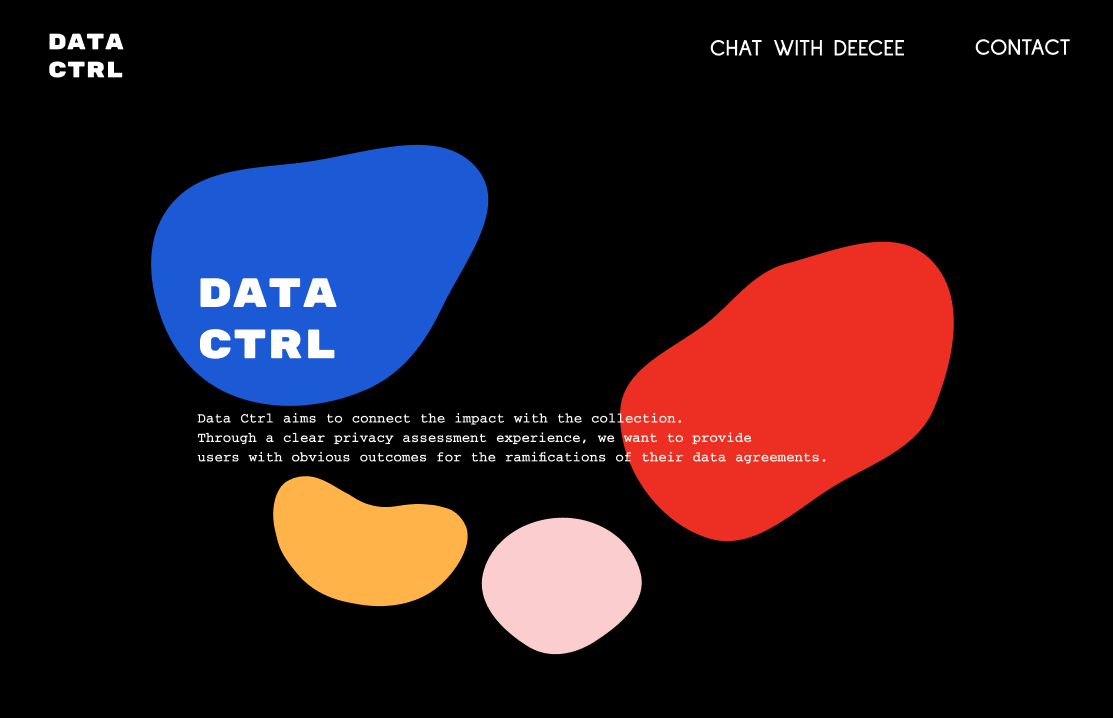 DATA
CTRL
CHAT WITH DEECEE
CONTACT
DATA
CTRL
Data Ctrl aims to connect the impact with the collection.
Through a clear privacy assessment experience, we want to provide
users with obvious outcomes for the ramifications of their data agreements.